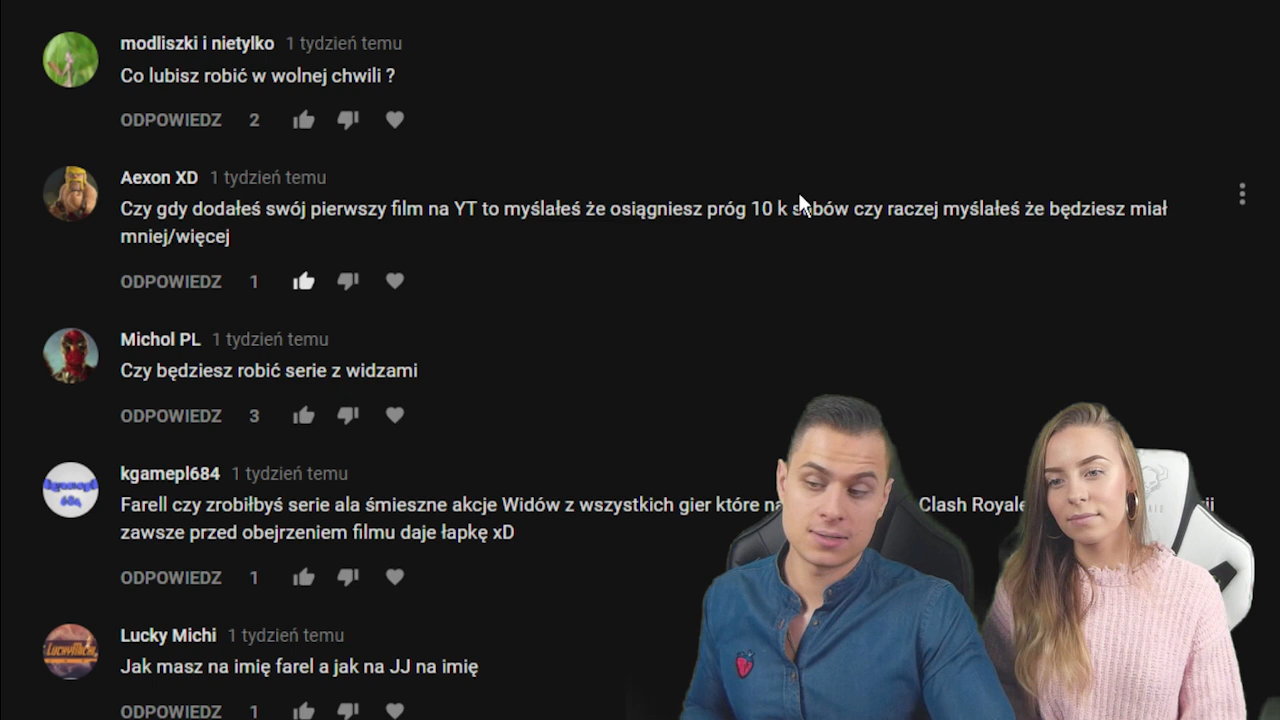 modliszki i nietylko 1 tydzień temu
Co lubisz robić w wolnej chwili ?
ODPOWIEDZ 2
Aexon XD 1 tydzień temu
Czy gdy dodałeś swój pierwszy film na YT to myślałeś że osiągniesz próg 10 k subów czy raczej myślałeś że będziesz miał
mniej/więcej
ODPOWIEDZ 1
Michol PL 1 tydzień temu
Czy będziesz robić serie z widzami
ODPOWIEDZ 3
kgamepl684 1 tydzień temu
Farell czy zrobiłbyś serie ala śmieszne akcje Widów z wszystkich gier które Clash Royale
zawsze przed obejrzeniem filmu daje łapkę xD
ODPOWIEDZ 1
Lucky Michi 1 tydzień temu
Jak masz na imię farel a jak na JJ na imię
ODPOWIEDZ 1